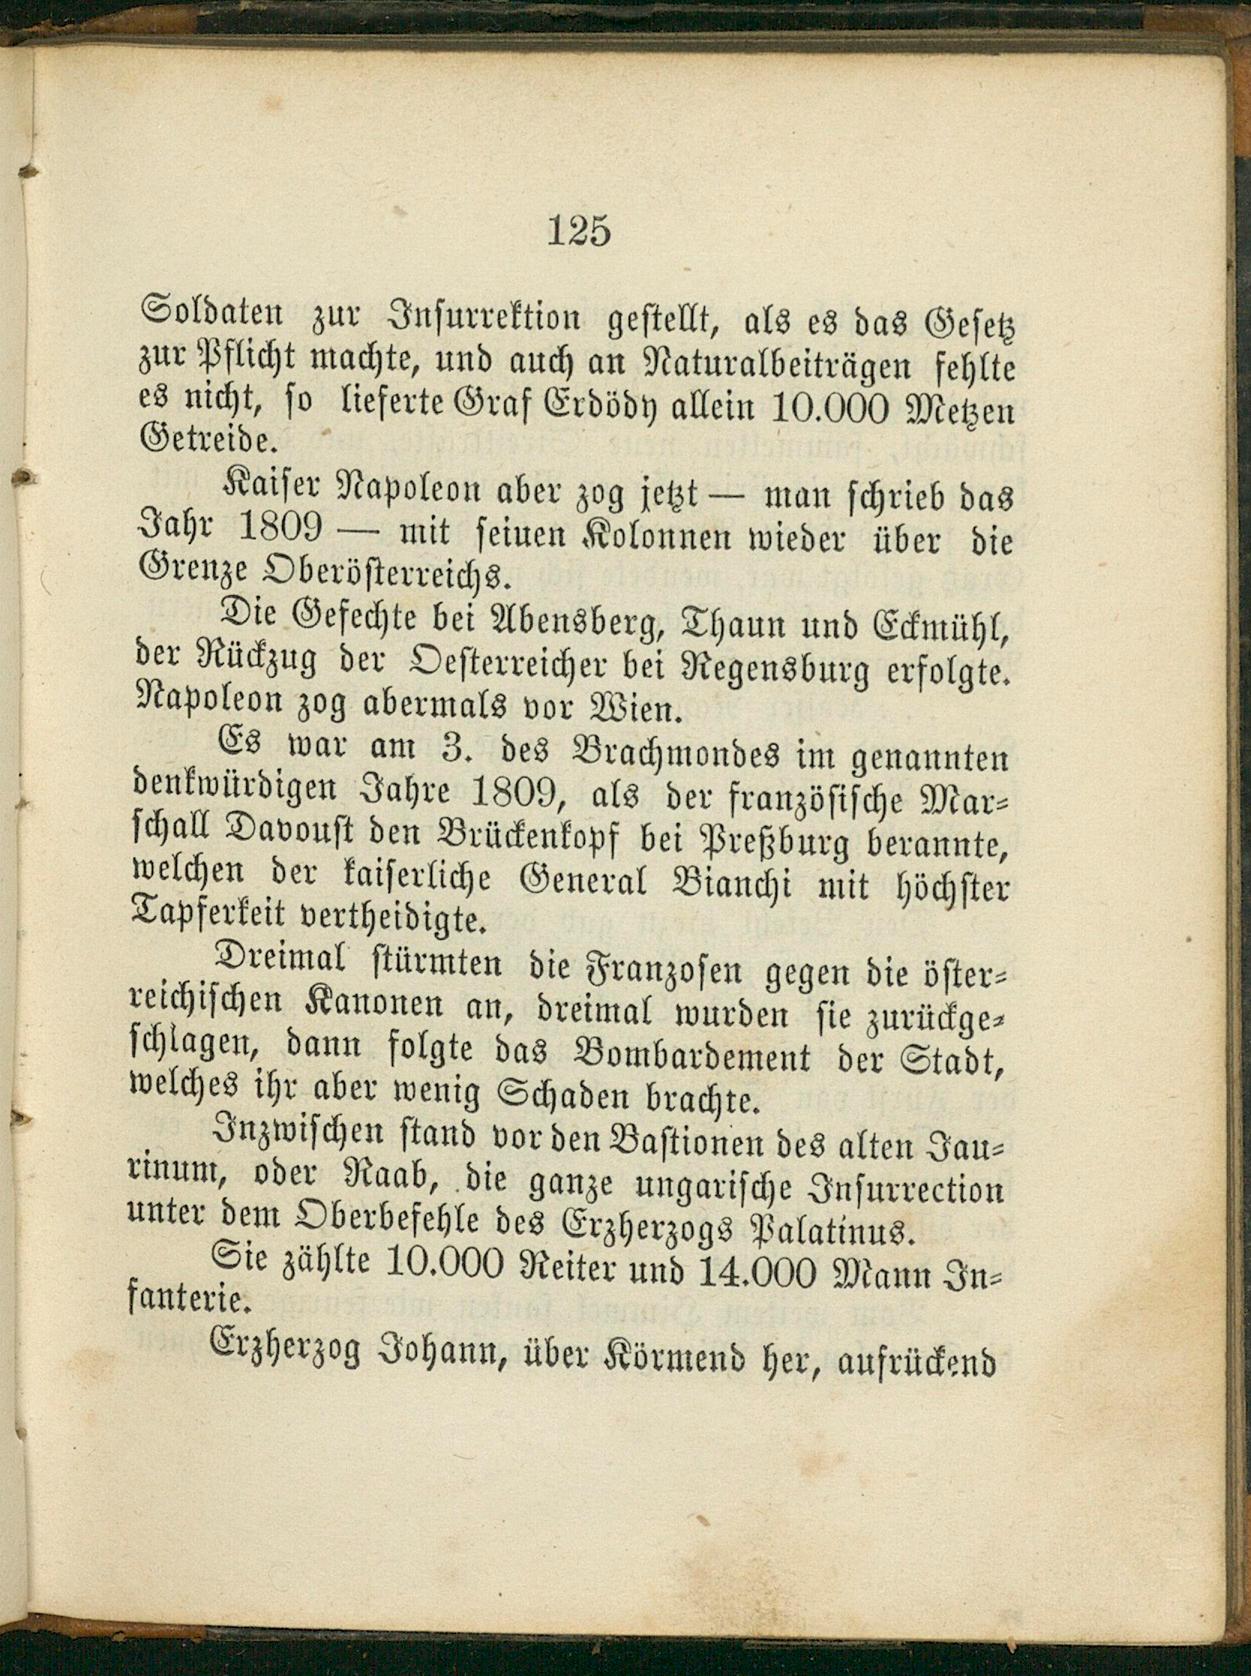 125
Soldaten zur Insurrektion gestellt, als es das Gesetz
zur Pflicht machte, und auch an Naturalbeiträgen fehlte
es nicht, so lieferte Graf Erdödy allein 10.000 Metzen
Getreide.
Kaiser Napoleon aber zog jetzt — man schrieb das
Jahr 1809 — mit seinen Kolonnen wieder über die
Grenze Oberösterreichs.
Die Gefechte bei Abensberg, Thaun und Eckmühl,
der Rückzug der Oesterreicher bei Regensburg erfolgte.
Napoleon zog abermals vor Wien.
Es war am 3. des Brachmondes im genannten
denkwürdigen Jahre 1809, als der französische Mar-
schall Davoust den Brückenkopf bei Preßburg berannte,
welchen der kaiserliche General Bianchi mit höchster
Tapferkeit vertheidigte.
Dreimal stürmten die Franzosen gegen die öster-
reichischen Kanonen an, dreimal wurden sie zurückge-
schlagen, dann folgte das Bombardement der Stadt,
welches ihr aber wenig Schaden brachte.
Inzwischen stand vor den Bastionen des alten Jau-
rinum, oder Raab, die ganze ungarische Insurrection
unter dem Oberbefehle des Erzherzogs Palatinus.
Sie zählte 10.000 Reiter und 14.000 Mann In-
fanterie.
Erzherzog Johann, über Körmend her, aufrückend